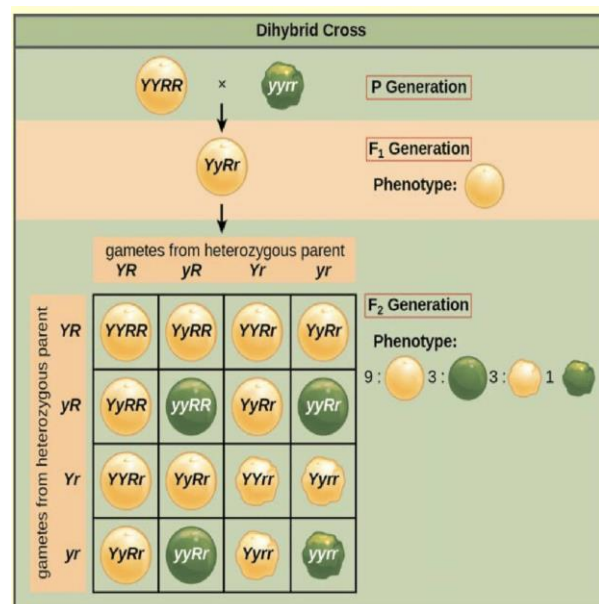 Dihybrid Cross
YYRR × yyrr
P Generation
YyRr
F1 Generation
Phenotype:
gametes from heterozygous parent
YR yR Yr yr
gametes from heterozygous parent
YR YYRR YyRR YYRr YyRr
yR YyRR yyRR YyRr yyRr
Yr YYRr YyRr YYrr Yyrr
yr YyRr yyRr Yyrr yyrr
F2 Generation
Phenotype:
9 : 3 : 3 : 1